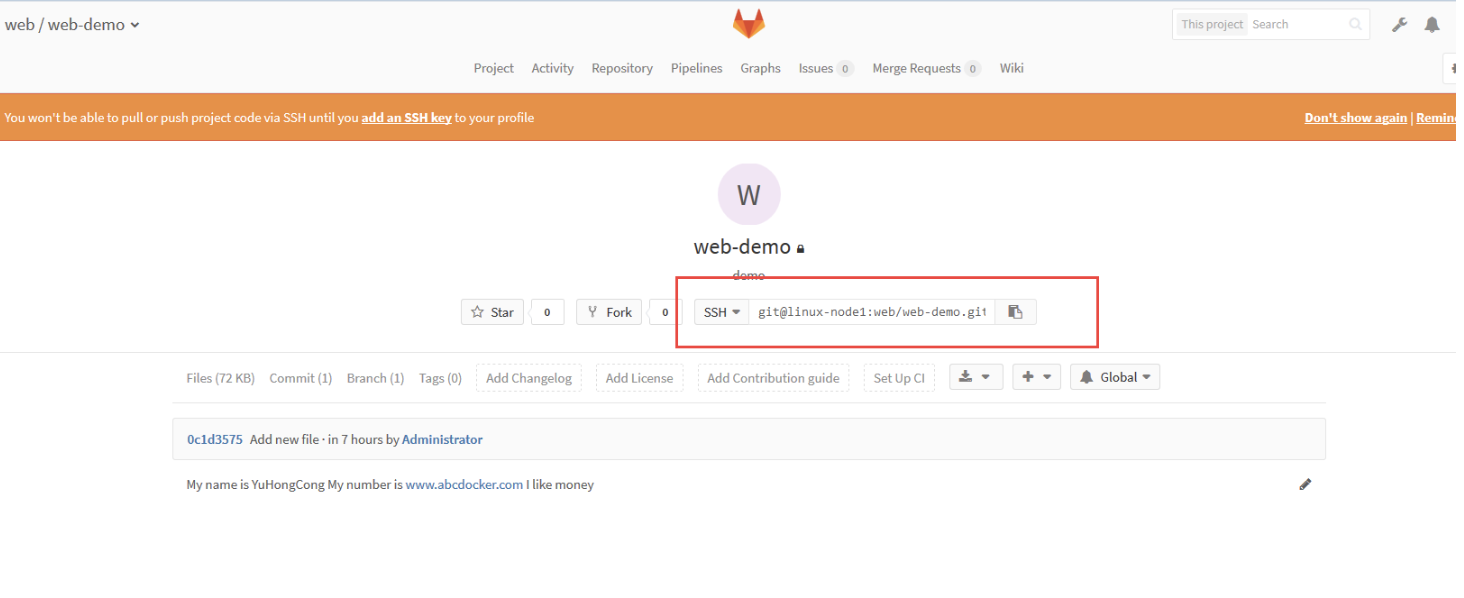 web / web-demo
This project Search
Project Activity Repository Pipelines Graphs Issues 0 Merge Requests 0 Wiki
You won't be able to pull or push project code via SSH until you add an SSH key to your profile Don't show again |
W
web-demo
demo
Star 0 Fork 0 SSH git@linux-node1:web/web-demo.git
Files (72 KB) Commit (1) Branch (1) Tags (0) Add Changelog Add License Add Contribution guide Set Up CI Global
0c1d3575 Add new file · in 7 hours by Administrator
My name is YuHongCong My number is www.abcdocker.com I like money